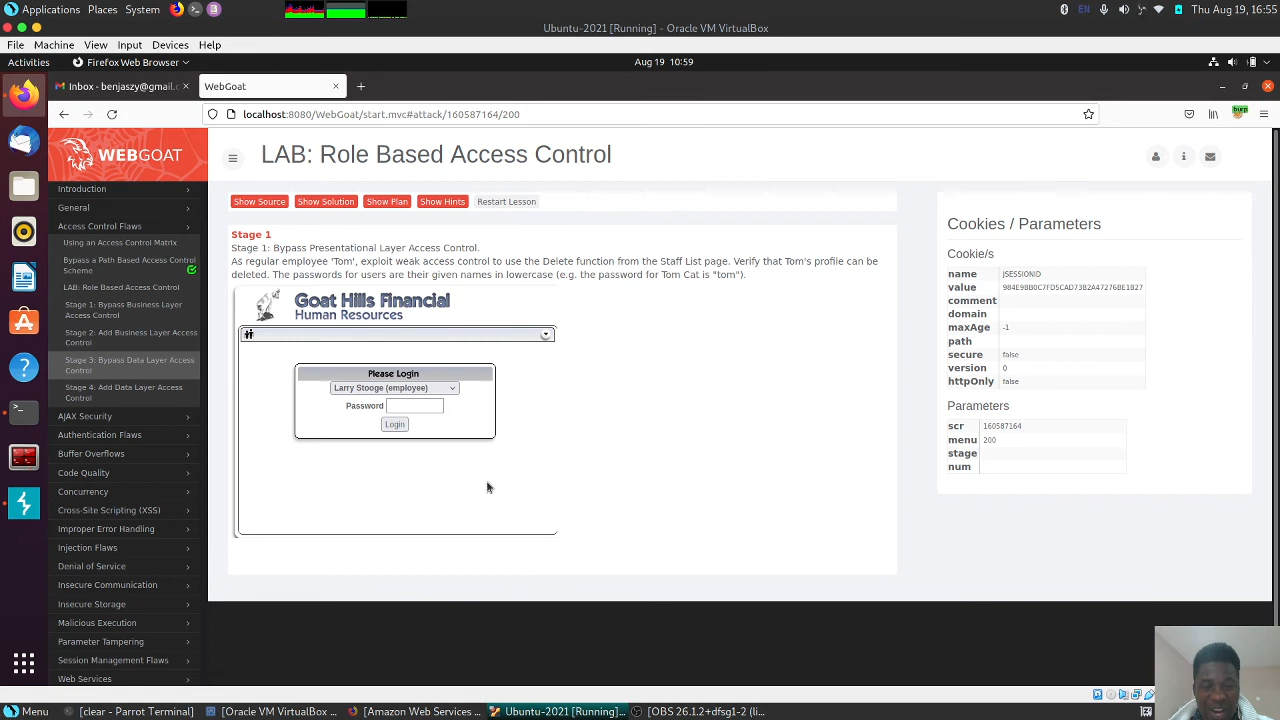 Applications Places System Thu Aug 19, 16:55
Ubuntu-2021 [Running] - Oracle VM VirtualBox
File Machine View Input Devices Help
Activities Firefox Web Browser Aug 19 10:59
Inbox - benjaszy@gmail.c WebGoat
localhost:8080/WebGoat/start.mvc#attack/160587164/200
burp
WEBGOAT
Introduction
General
Access Control Flaws
Using an Access Control Matrix
Bypass a Path Based Access Control
Scheme
LAB: Role Based Access Control
Stage 1: Bypass Business Layer
Access Control.
Stage 2: Add Business Layer Access
Control
Stage 3: Bypass Data Layer Access
Control
Stage 4: Add Data Layer Access
Control
AJAX Security
Authentication Flaws
Buffer Overflows
Code Quality
Concurrency
Cross-Site Scripting (XSS)
Improper Error Handling
Injection Flaws
Denial of Service
Insecure Communication
Insecure Storage
Malicious Execution
Parameter Tampering
Session Management Flaws
Web Services
LAB: Role Based Access Control
Show Source Show Solution Show Plan Show Hints Restart Lesson
Stage 1
Stage 1: Bypass Presentational Layer Access Control.
As regular employee 'Tom', exploit weak access control to use the Delete function from the Staff List page. Verify that Tom's profile can be
deleted. The passwords for users are their given names in lowercase (e.g. the password for Tom Cat is "tom").
Goat Hills Financial
Human Resources
Please Login
Larry Stooge (employee)
Password
Login
Cookies / Parameters
Cookie/s
name JSESSIONID
value 984E9BB0C7FD5CAD73B2A47276BE1B27
comment
domain
maxAge -1
path
secure false
version 0
httpOnly false
Parameters
scr 160587164
menu 200
stage
num
Menu [clear - Parrot Terminal] [Oracle VM VirtualBox ... [Amazon Web Services ... Ubuntu-2021 [Running]... [OBS 26.1.2+dfsg1-2 (li...